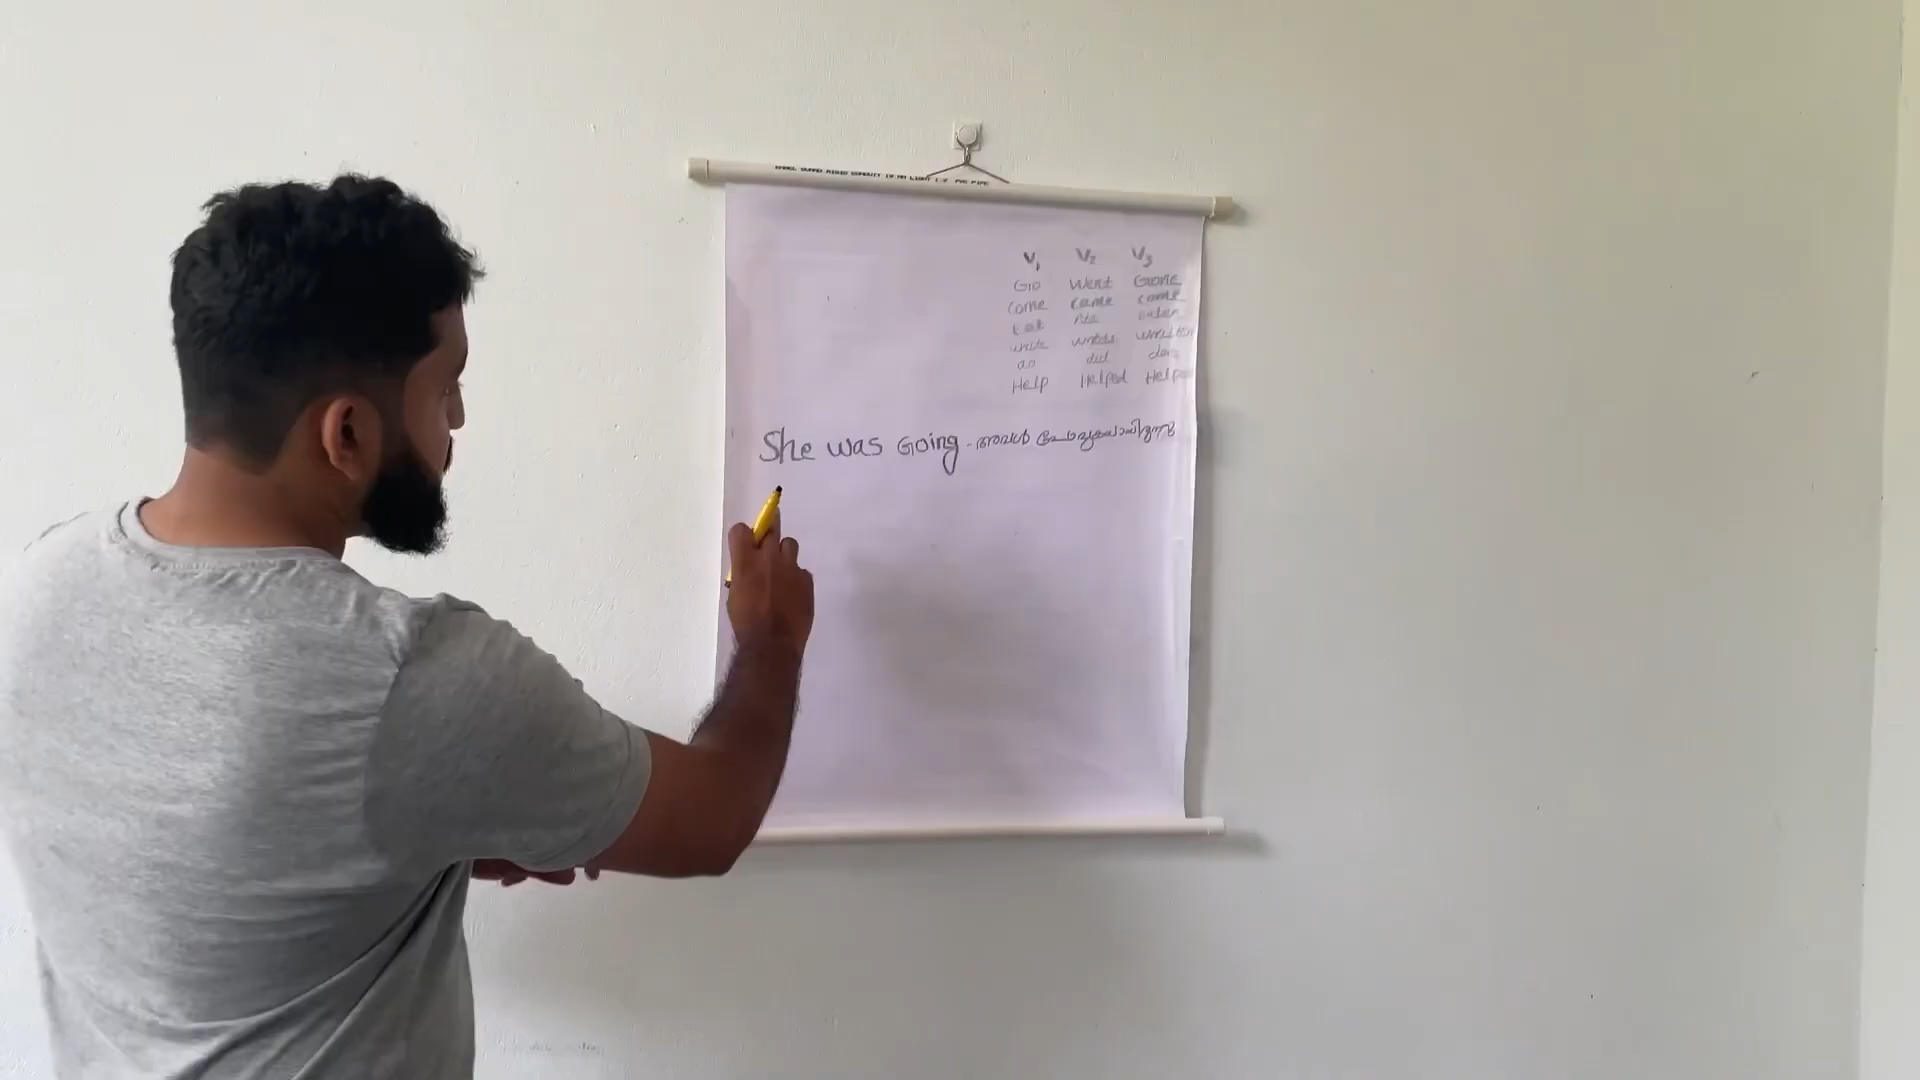 V1 V2 V3
Go Went Gone
Come Came Come
Eat Ate Eaten
write wrote written
do did done
Help Helped Helped
She was Going - അവൾ പോവുകയായിരുന്നു